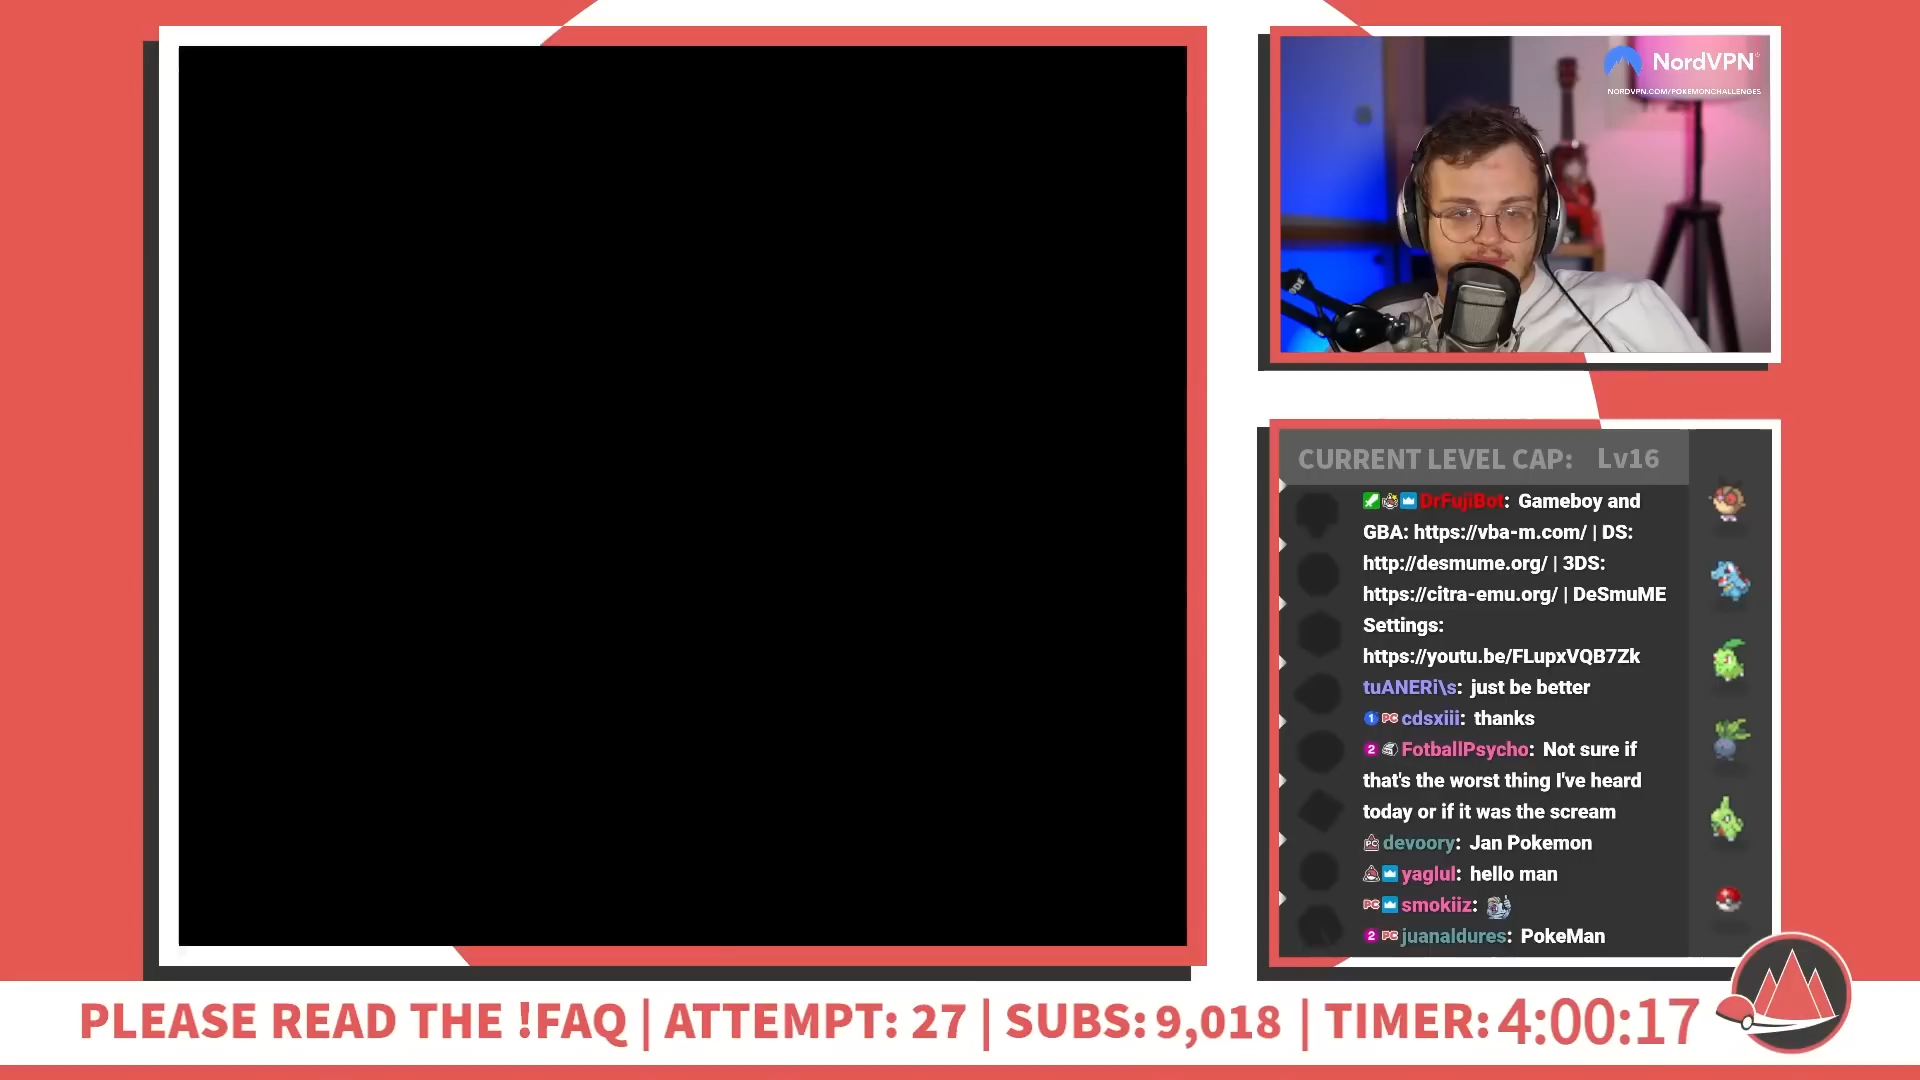 NordVPN
NORDVPN.COM/POKEMONCHALLENGES
CURRENT LEVEL CAP: Lv16
DrFujiBot: Gameboy and
GBA: https://vba-m.com/ | DS:
http://desmume.org/ | 3DS:
https://citra-emu.org/ | DeSmuME
Settings:
https://youtu.be/FLupxVQB7Zk
tuANERi\s: just be better
1 PC cdsxiii: thanks
2 FotballPsycho: Not sure if
that's the worst thing I've heard
today or if it was the scream
PC devoory: Jan Pokemon
yaglul: hello man
PC smokiiz:
2 PC juanaldures: PokeMan
PLEASE READ THE !FAQ | ATTEMPT: 27 | SUBS: 9,018 | TIMER: 4:00:17